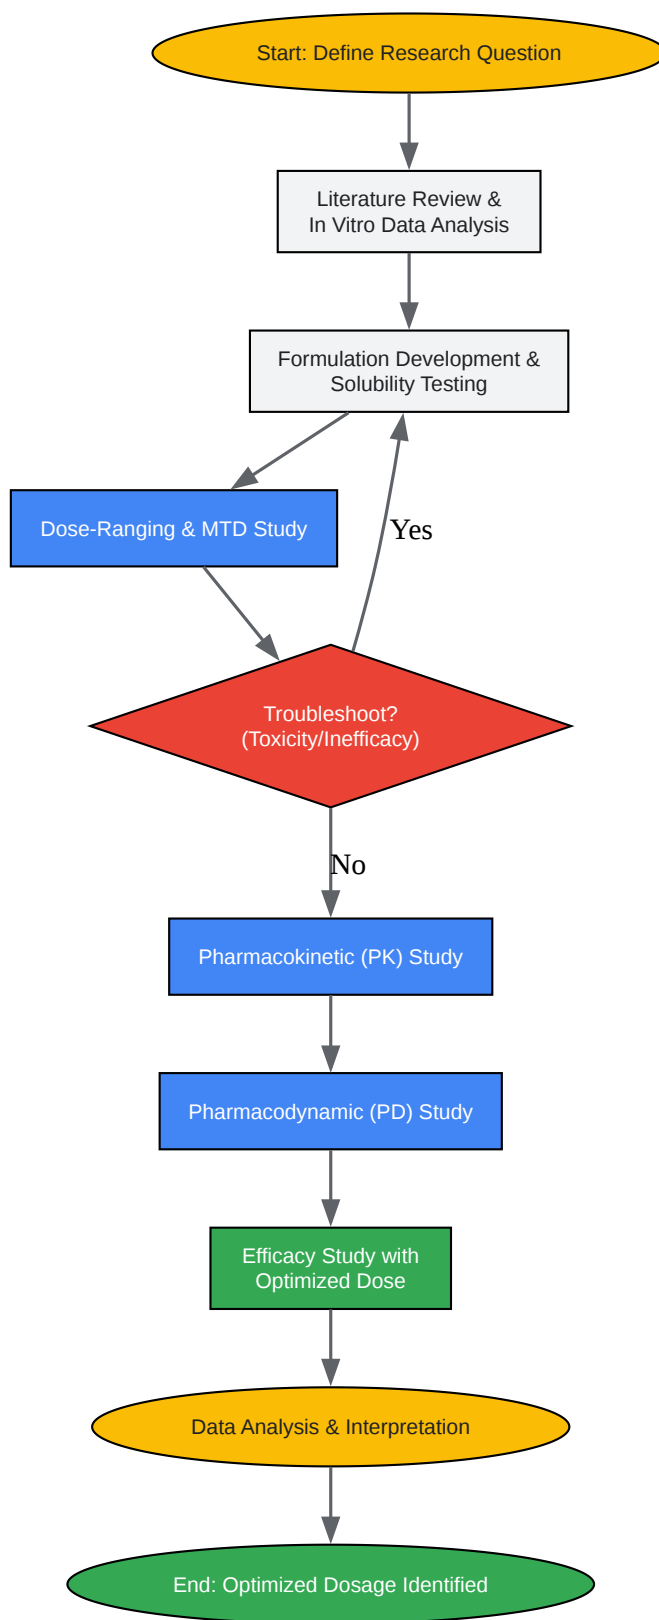 Start: Define Research Question
Literature Review &
In Vitro Data Analysis
Formulation Development &
Solubility Testing
Dose-Ranging & MTD Study
Yes
Troubleshoot?
(Toxicity/Inefficacy)
No
Pharmacokinetic (PK) Study
Pharmacodynamic (PD) Study
Efficacy Study with
Optimized Dose
Data Analysis & Interpretation
End: Optimized Dosage Identified